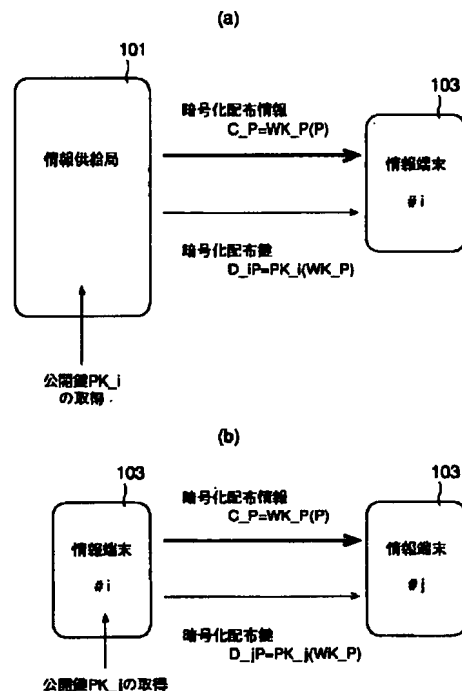 (a)
101
103
暗号化配布情報
C_P=WK_P(P)
情報供給局
情報端末
#i
暗号化配布鍵
D_iP=PK_i(WK_P)
公開鍵PK_i
の取得
(b)
103
103
暗号化配布情報
C_P=WK_P(P)
情報端末
#i
情報端末
#j
暗号化配布鍵
D_jP=PK_j(WK_P)
公開鍵PK_jの取得